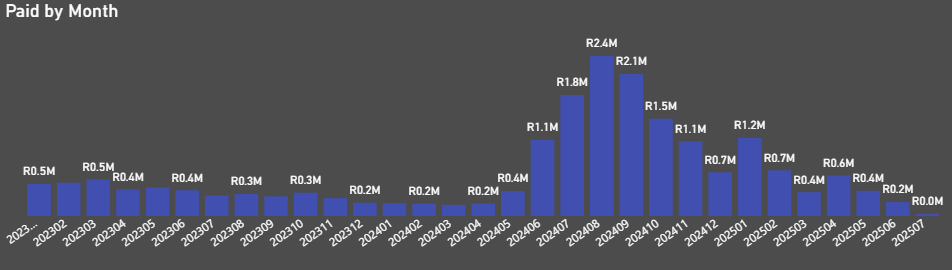 Paid by Month
R2.4M
R2.1M
R1.8M
R1.5M
R1.1M
R1.1M
R1.2M
R0.5M
R0.5M
R0.4M
R0.4M
R0.3M
R0.3M
R0.2M
R0.2M
R0.2M
R0.4M
R0.7M
R0.7M
R0.4M
R0.6M
R0.4M
R0.2M
R0.0M
2023...
202302
202303
202304
202305
202306
202307
202308
202309
202310
202311
202312
202401
202402
202403
202404
202405
202406
202407
202408
202409
202410
202411
202412
202501
202502
202503
202504
202505
202506
202507